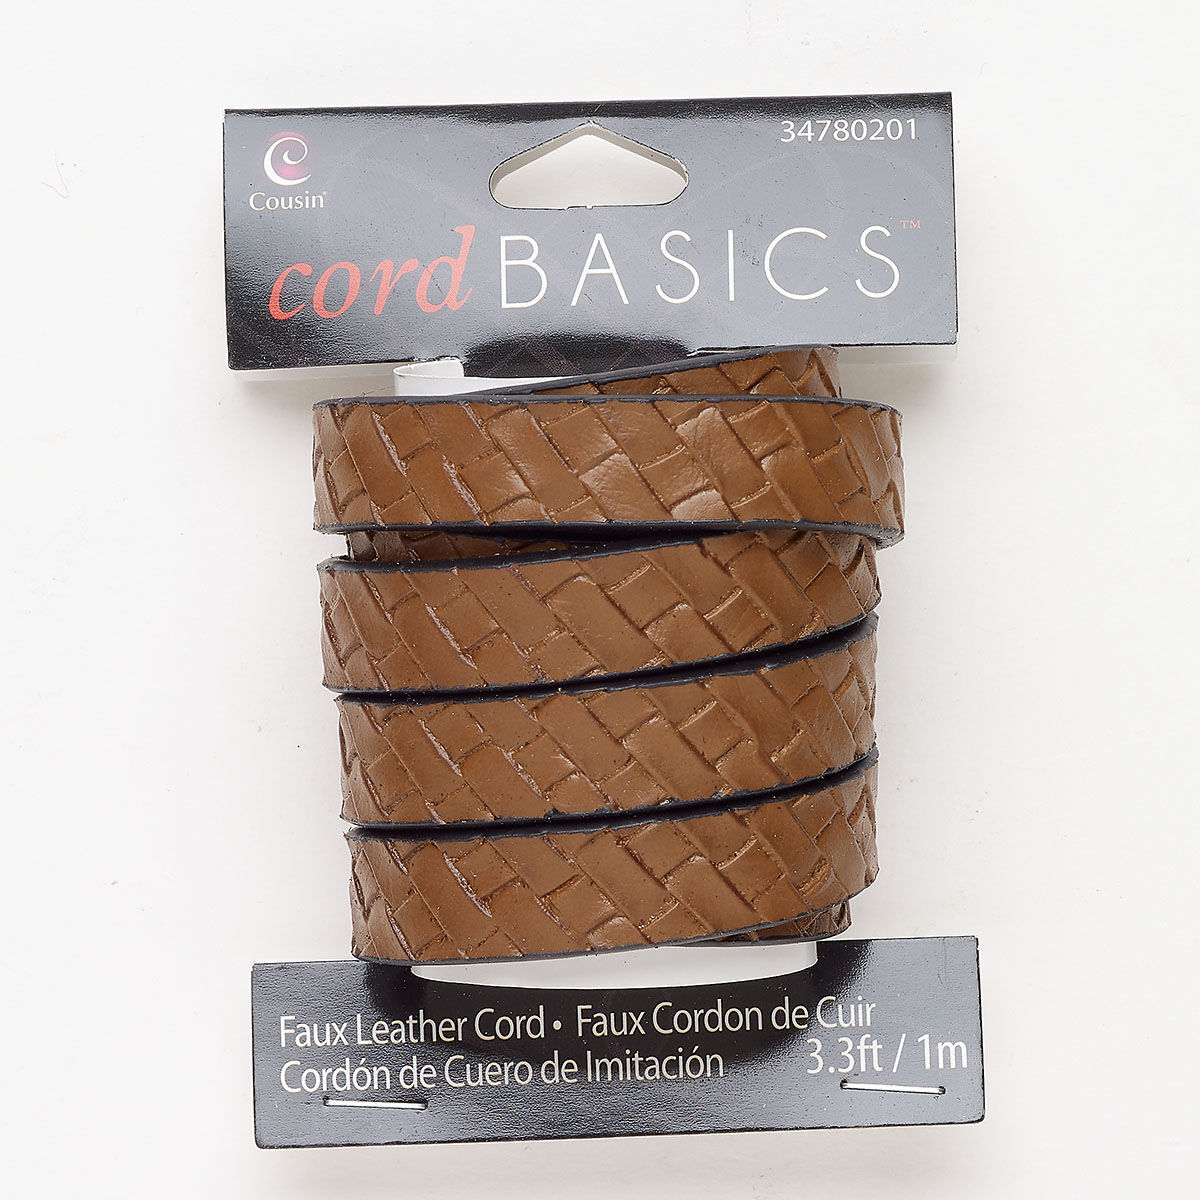 34780201
Cousin®
cord BASICS™
Faux Leather Cord • Faux Cordon de Cuir
Cordón de Cuero de Imitación
3.3ft / 1m